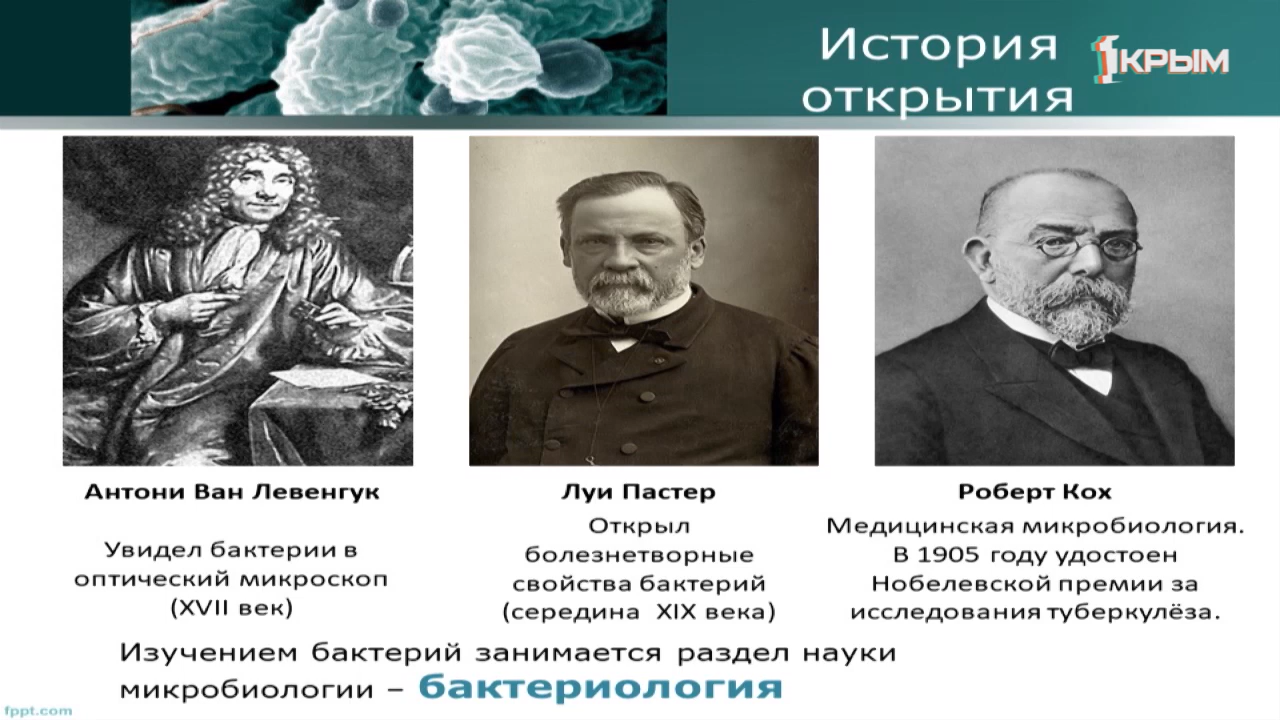 История
открытия
1КРЫМ
Антони Ван Левенгук
Увидел бактерии в
оптический микроскоп
(XVII век)
Луи Пастер
Открыл
болезнетворные
свойства бактерий
(середина XIX века)
Роберт Кох
Медицинская микробиология.
В 1905 году удостоен
Нобелевской премии за
исследования туберкулёза.
Изучением бактерий занимается раздел науки
микробиологии – бактериология
fppt.com